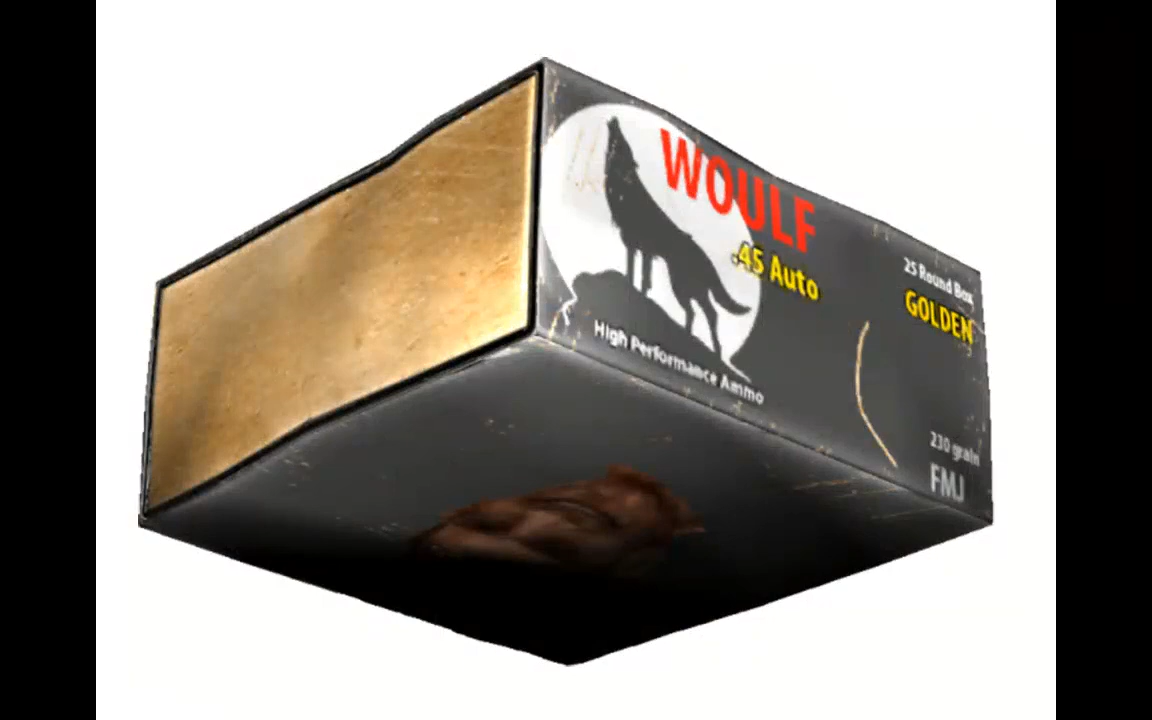 WOULF
.45 Auto
High Performance Ammo
25 Round Box
GOLDEN
230 grain
FMJ